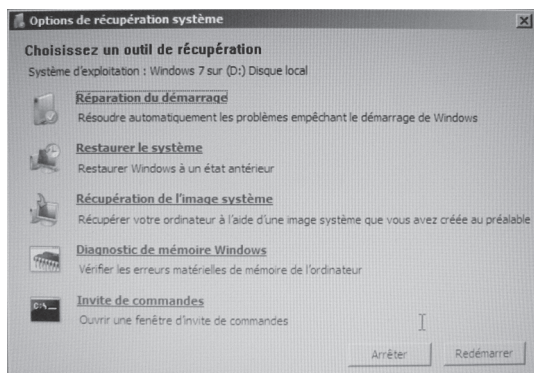 Options de récupération système
Choisissez un outil de récupération
Système d'exploitation : Windows 7 sur (D:) Disque local
Réparation du démarrage
Résoudre automatiquement les problèmes empêchant le démarrage de Windows
Restaurer le système
Restaurer Windows à un état antérieur
Récupération de l'image système
Récupérer votre ordinateur à l'aide d'une image système que vous avez créée au préalable
Diagnostic de mémoire Windows
Vérifier les erreurs matérielles de mémoire de l'ordinateur
C:\_
Invite de commandes
Ouvrir une fenêtre d'invite de commandes
Arrêter
Redémarrer